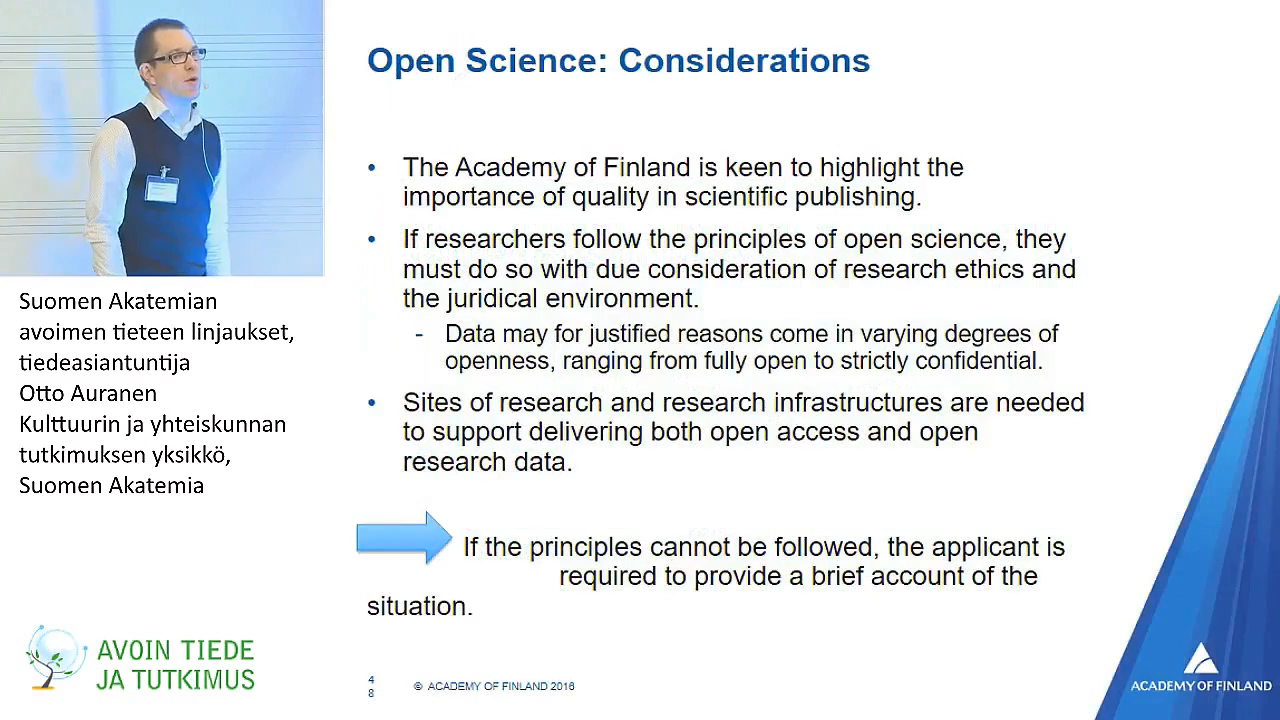 Open Science: Considerations
• The Academy of Finland is keen to highlight the
importance of quality in scientific publishing.
• If researchers follow the principles of open science, they
must do so with due consideration of research ethics and
the juridical environment.
- Data may for justified reasons come in varying degrees of
openness, ranging from fully open to strictly confidential.
• Sites of research and research infrastructures are needed
to support delivering both open access and open
research data.
If the principles cannot be followed, the applicant is
required to provide a brief account of the
situation.
Suomen Akatemian
avoimen tieteen linjaukset,
tiedeasiantuntija
Otto Auranen
Kulttuurin ja yhteiskunnan
tutkimuksen yksikkö,
Suomen Akatemia
AVOIN TIEDE
JA TUTKIMUS
4
8
© ACADEMY OF FINLAND 2016
ACADEMY OF FINLAND